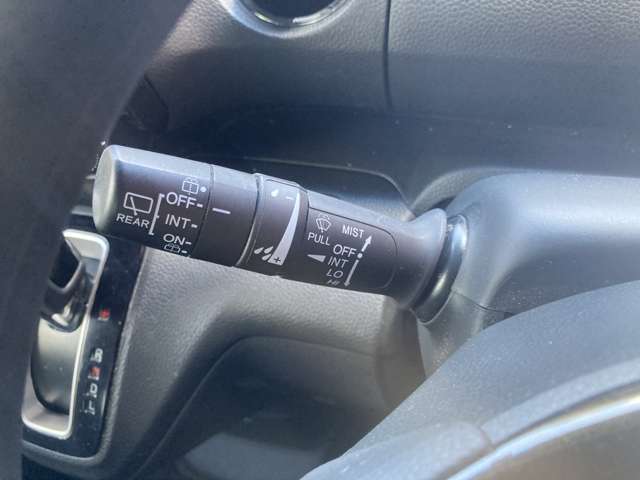 OFF
REAR
INT
ON
MIST
PULL
OFF
INT
LO
HI